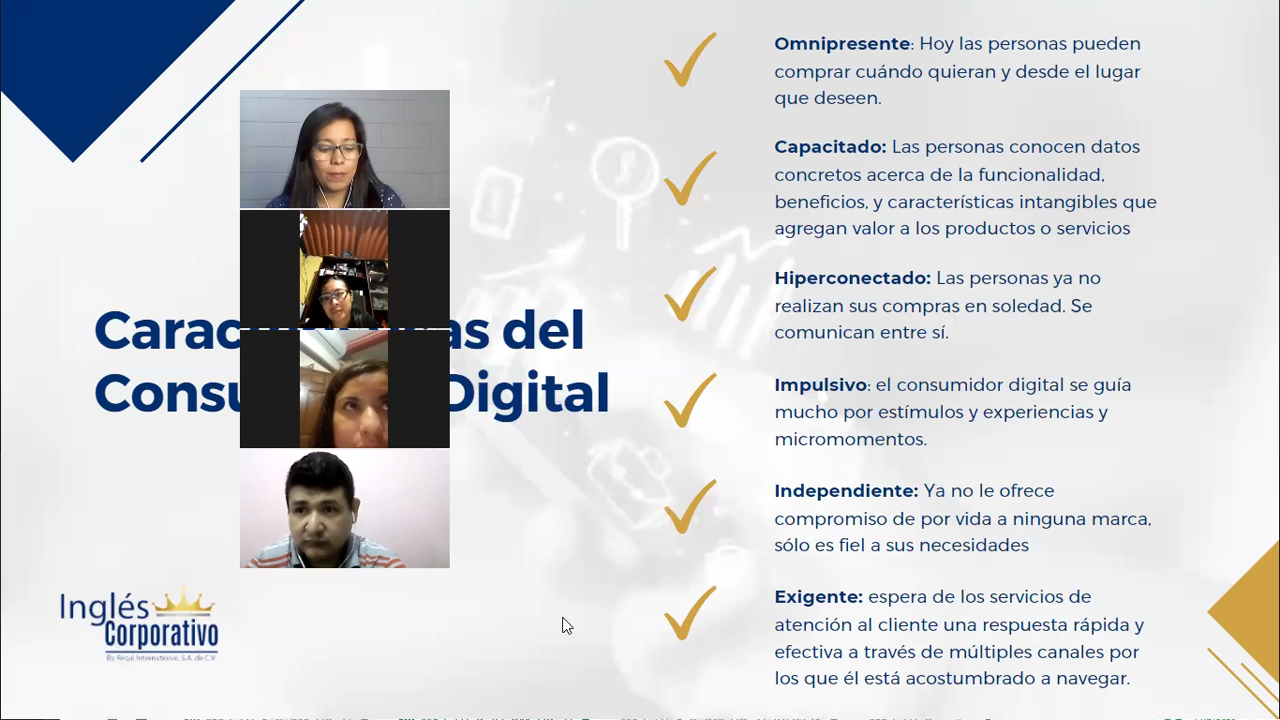 Carac as del
Consu Digital
Omnipresente: Hoy las personas pueden
comprar cuándo quieran y desde el lugar
que deseen.
Capacitado: Las personas conocen datos
concretos acerca de la funcionalidad,
beneficios, y características intangibles que
agregan valor a los productos o servicios
Hiperconectado: Las personas ya no
realizan sus compras en soledad. Se
comunican entre sí.
Impulsivo: el consumidor digital se guía
mucho por estímulos y experiencias y
micromomentos.
Independiente: Ya no le ofrece
compromiso de por vida a ninguna marca,
sólo es fiel a sus necesidades
Exigente: espera de los servicios de
atención al cliente una respuesta rápida y
efectiva a través de múltiples canales por
los que él está acostumbrado a navegar.
Inglés
Corporativo
By Regal International, S.A. de C.V.